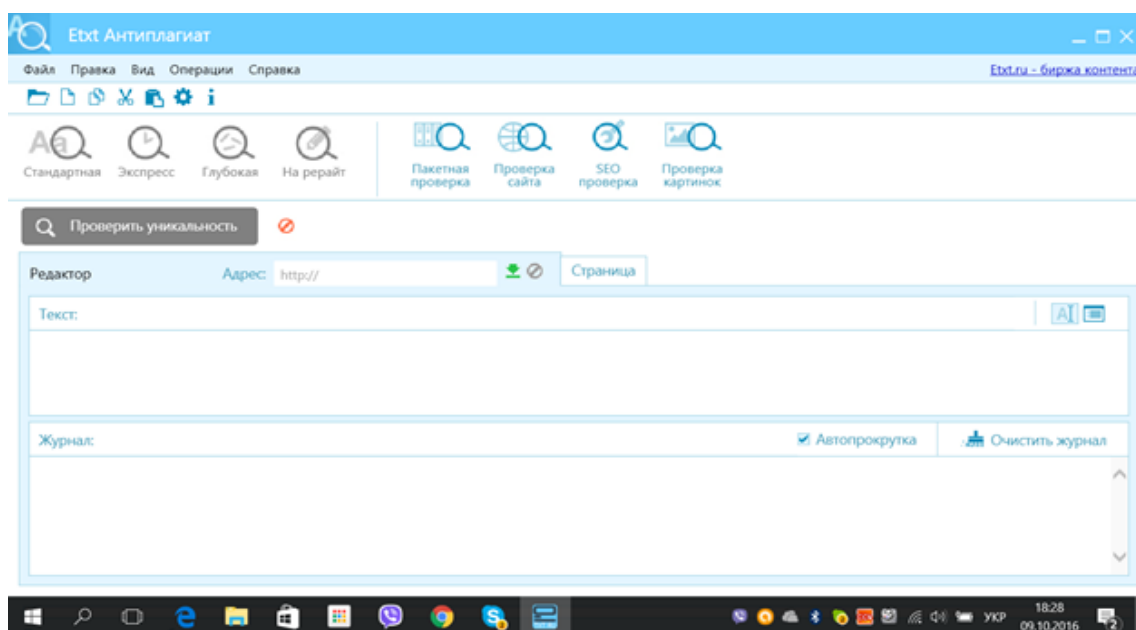 Etxt Антиплагиат
Файл Правка Вид Операции Справка
Etxt.ru - биржа контента
Стандартная Экспресс Глубокая На рерайт
Пакетная проверка
Проверка сайта
SEO проверка
Проверка картинок
Проверить уникальность
Редактор Адрес: http:// Страница
Текст:
Журнал: Автопрокрутка Очистить журнал
УКР
18:28
09.10.2016
2